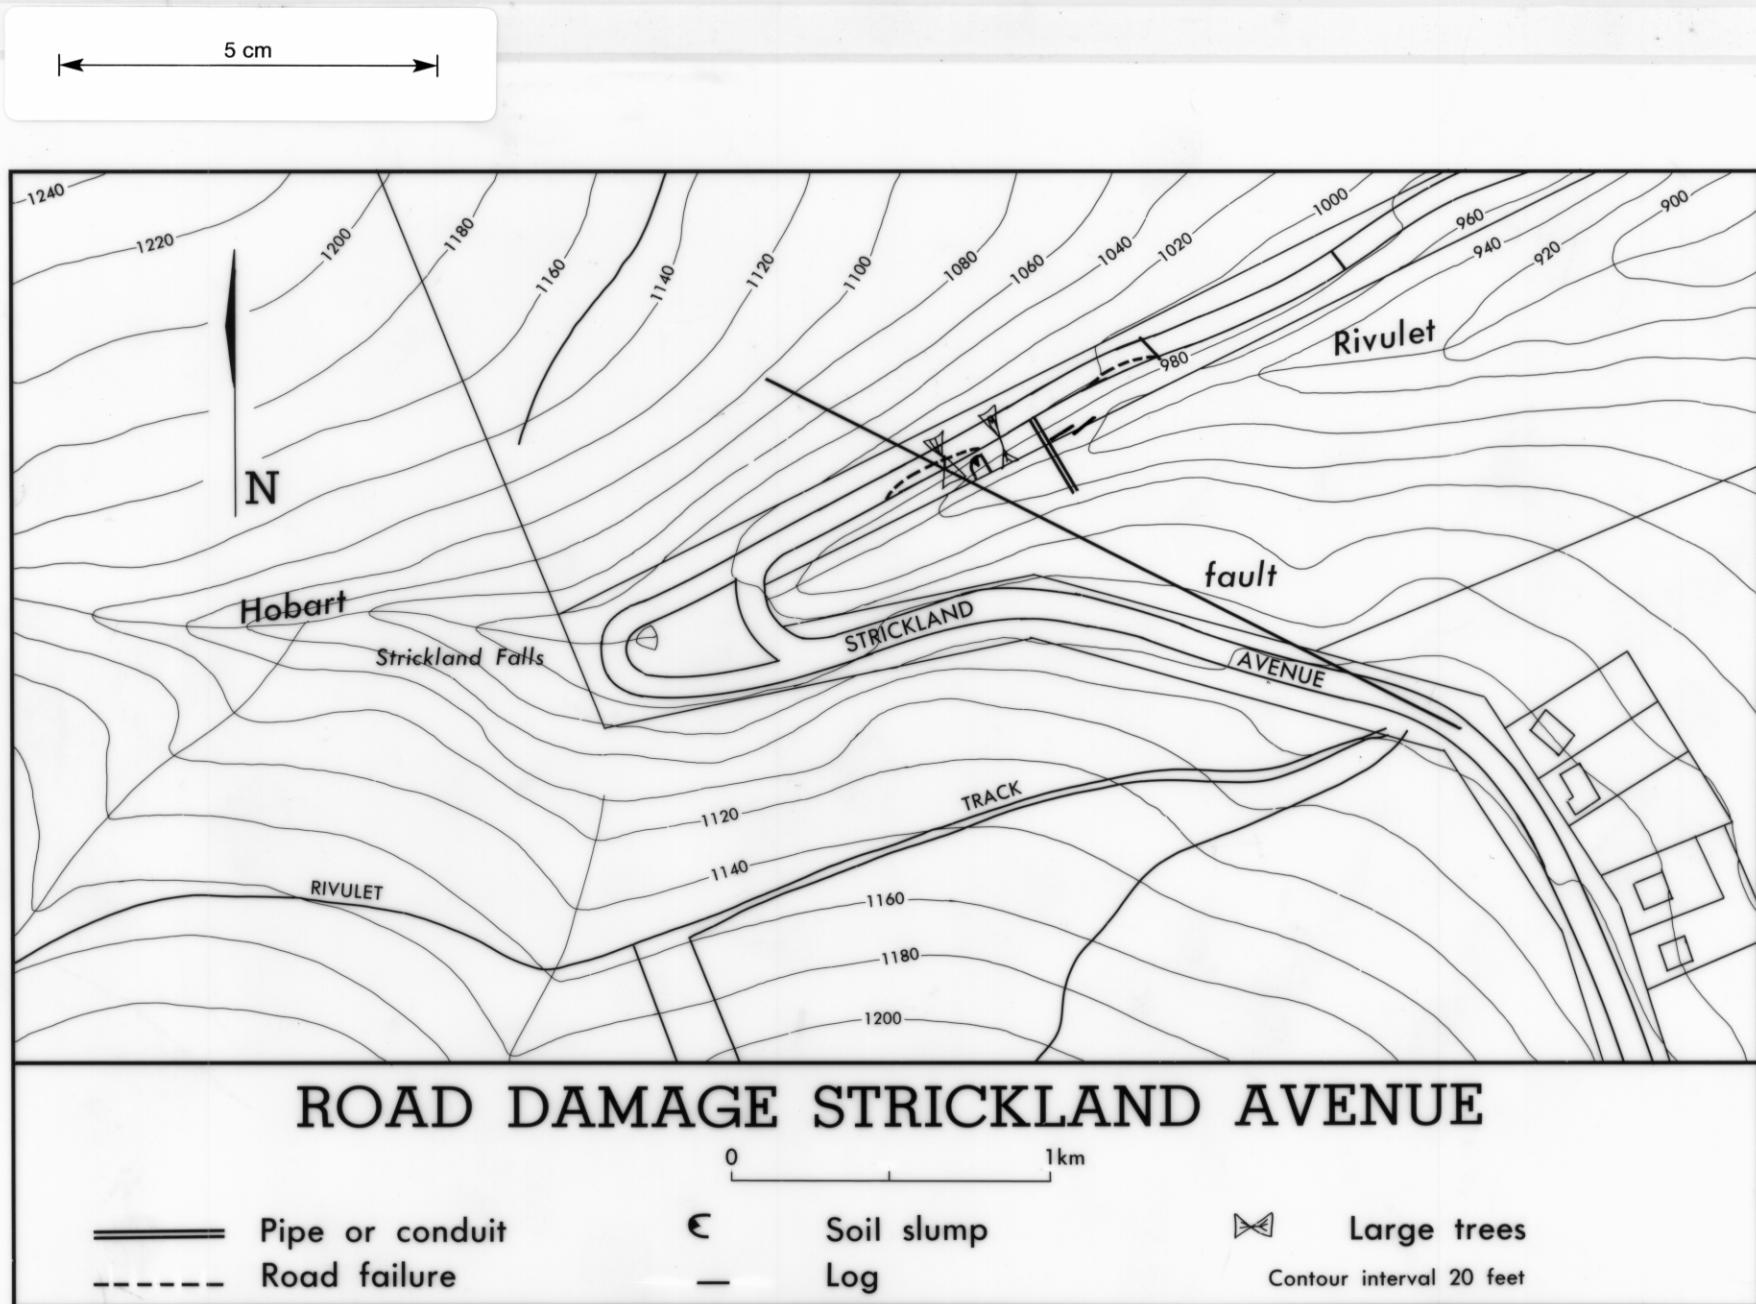 5 cm
1240
1220
1200
1180
1160
1140
1120
1100
1080
1060
1040
1020
1000
960
940
920
900
980
Rivulet
N
fault
Hobart
Strickland Falls
STRICKLAND
AVENUE
TRACK
1120
1140
RIVULET
1160
1180
1200
ROAD DAMAGE STRICKLAND AVENUE
0 1km
Pipe or conduit
Soil slump
Large trees
Road failure
Log
Contour interval 20 feet